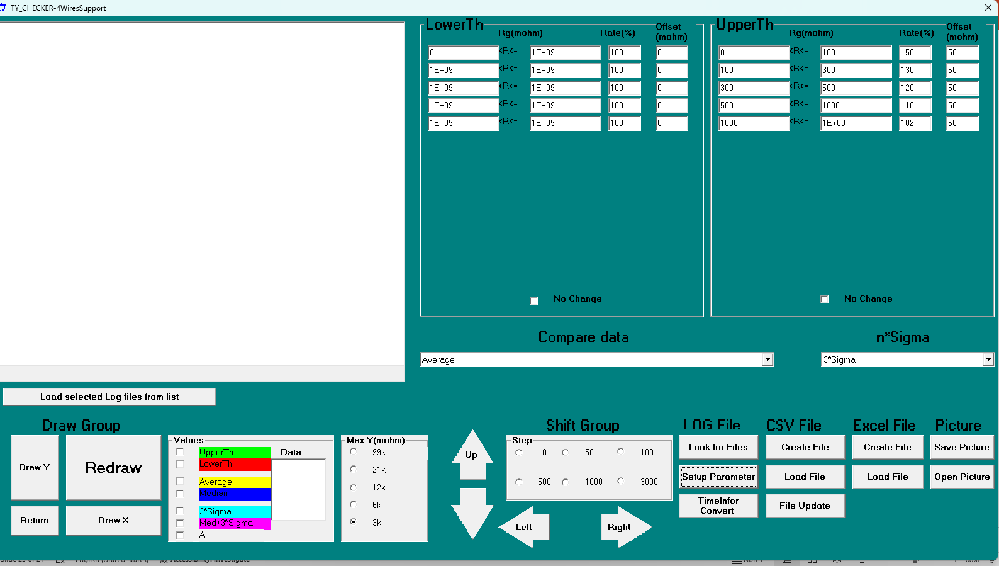 TY_CHECKER-4WiresSupport
LowerTh
Rg(mohm) Rate(%) Offset (mohm)
0 <R<= 1E+09 100 0
1E+09 <R<= 1E+09 100 0
1E+09 <R<= 1E+09 100 0
1E+09 <R<= 1E+09 100 0
1E+09 <R<= 1E+09 100 0
No Change
UpperTh
Rg(mohm) Rate(%) Offset (mohm)
0 <R<= 100 150 50
100 <R<= 300 130 50
300 <R<= 500 120 50
500 <R<= 1000 110 50
1000 <R<= 1E+09 102 50
No Change
Compare data
Average
n*Sigma
3*Sigma
Load selected Log files from list
Draw Group
Draw Y
Redraw
Return
Draw X
Values
UpperTh
LowerTh
Average
Median
3*Sigma
Med+3*Sigma
All
Data
Max Y(mohm)
99k
21k
12k
6k
3k
Up
Shift Group
Step
10 50 100
500 1000 3000
Left
Right
LOG File
Look for Files
Setup Parameter
TimeInfor
Convert
CSV File
Create File
Load File
File Update
Excel File
Create File
Load File
Picture
Save Picture
Open Picture
English (United States)
Accessibility: Investigate
Notes